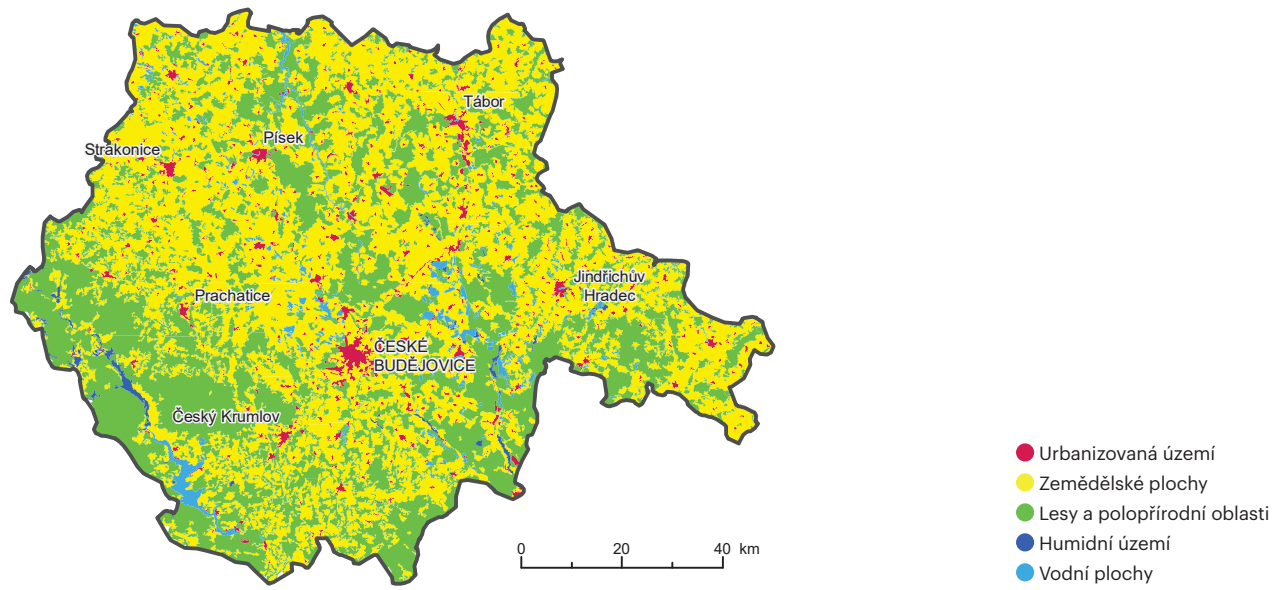 Tábor
Písek
Strakonice
Jindřichův
Hradec
Prachatice
ČESKÉ
BUDĚJOVICE
Český Krumlov
0 20 40 km
Urbanizovaná území
Zemědělské plochy
Lesy a polopřírodní oblasti
Humidní území
Vodní plochy